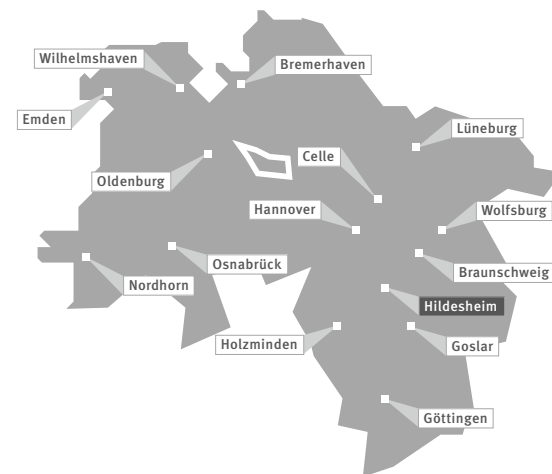 Wilhelmshaven
Bremerhaven
Emden
Lüneburg
Celle
Oldenburg
Hannover
Wolfsburg
Osnabrück
Braunschweig
Nordhorn
Hildesheim
Holzminden
Goslar
Göttingen